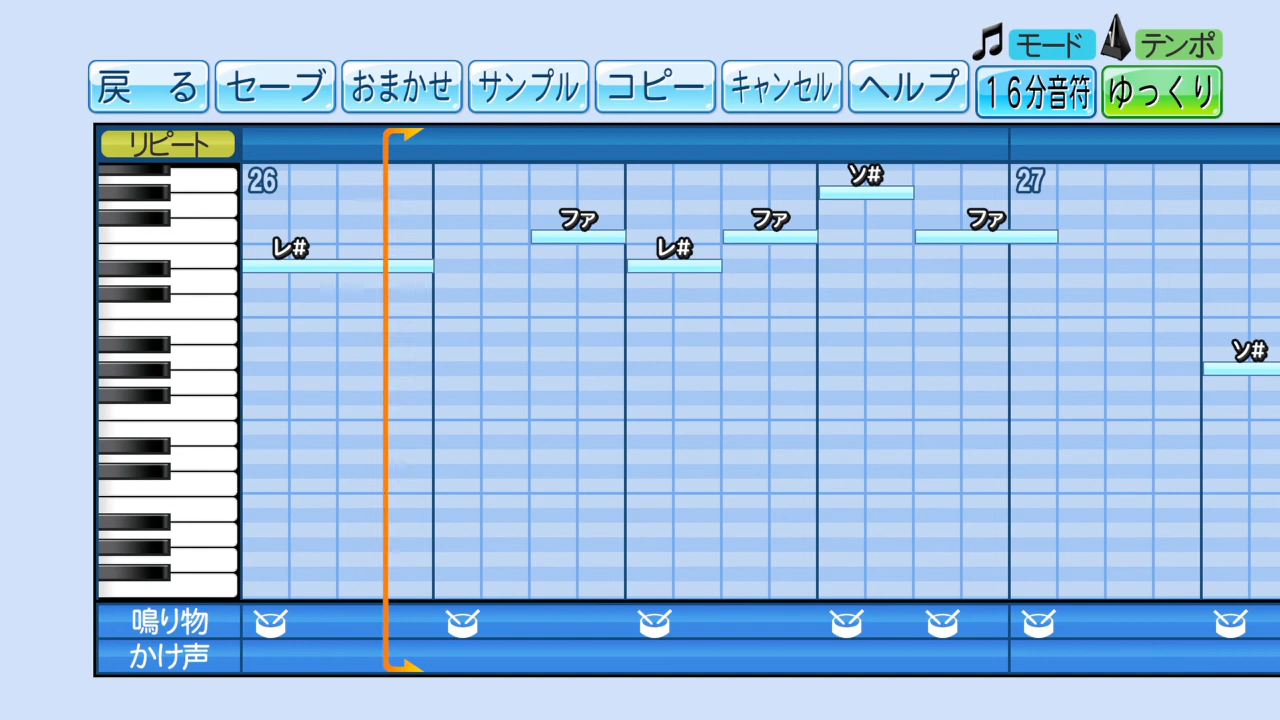 モード テンポ
戻る セーブ おまかせ サンプル コピー キャンセル ヘルプ 16分音符 ゆっくり
リピート
26 27
ソ#
ファ ファ ファ
レ# レ#
ソ#
鳴り物
かけ声